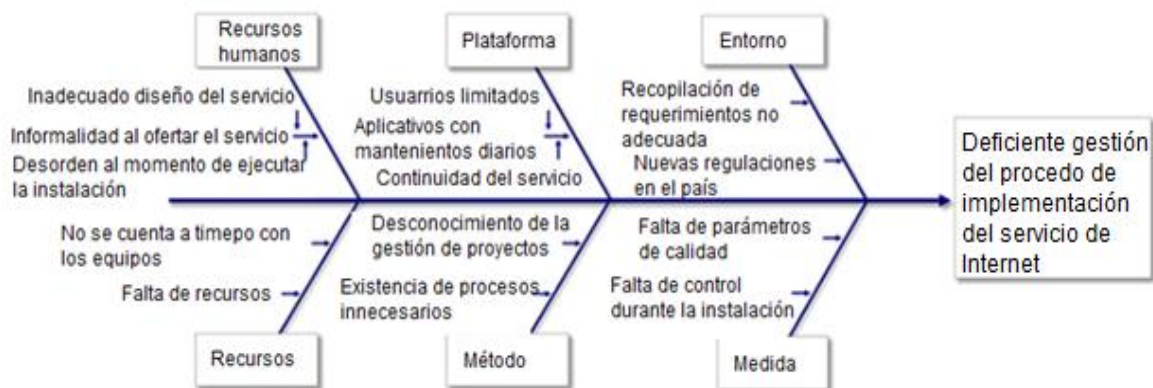 Recursos
humanos
Plataforma
Entorno
Inadecuado diseño del servicio
Informalidad al ofertar el servicio
Desorden al momento de ejecutar
la instalación
Usuarrios limitados
Aplicativos con
mantenientos diarios
Continuidad del servicio
Recopilación de
requerimientos no
adecuada
Nuevas regulaciones
en el país
Deficiente gestión
del procedo de
implementación
del servicio de
Internet
No se cuenta a timepo con
los equipos
Falta de recursos
Desconocimiento de la
gestión de proyectos
Existencia de procesos
innecesarios
Falta de parámetros
de calidad
Falta de control
durante la instalación
Recursos
Método
Medida